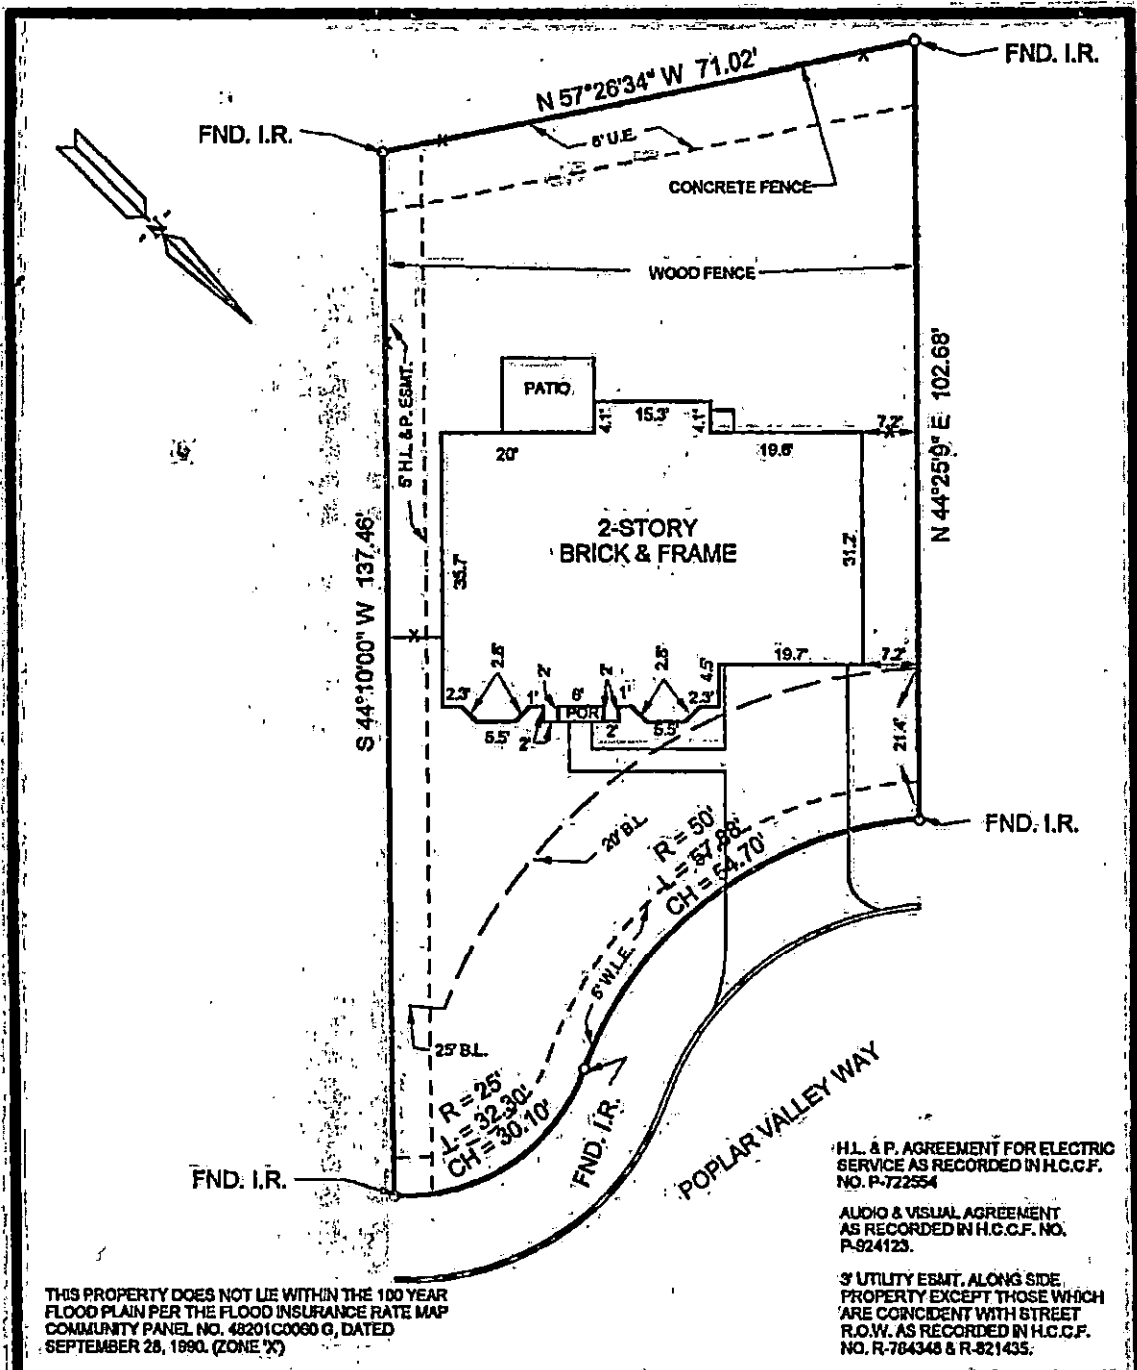 FND. I.R.
N 57°26'34" W 71.02'
FND. I.R.
U.E.
CONCRETE FENCE
WOOD FENCE
5' H.L. & P. ESMT.
PATIO
4.1'
15.3'
4.1'
20'
19.6'
7.2'
N 44°25'9" E 102.68'
2-STORY
BRICK & FRAME
35.7'
31.2'
S 44°10'00" W 137.46'
2.8'
2'
2'
2.8'
4.5'
19.7'
7.2'
2.3'
1'
6'
1'
2.3'
POR
5.5'
2'
2'
5.5'
21.4'
20' B.L.
R = 50'
L = 57.88'
CH = 54.70'
FND. I.R.
W.L.E.
25' B.L.
R = 25'
L = 32.30'
CH = 30.10'
FND. I.R.
FND. I.R.
POPLAR VALLEY WAY
H.L. & P. AGREEMENT FOR ELECTRIC
SERVICE AS RECORDED IN H.C.C.F.
NO. P-722554
AUDIO & VISUAL AGREEMENT
AS RECORDED IN H.C.C.F. NO.
P-924123.
3' UTILITY ESMT. ALONG SIDE
PROPERTY EXCEPT THOSE WHICH
ARE COINCIDENT WITH STREET
R.O.W. AS RECORDED IN H.C.C.F.
NO. R-784348 & R-821435.
THIS PROPERTY DOES NOT LIE WITHIN THE 100 YEAR
FLOOD PLAIN PER THE FLOOD INSURANCE RATE MAP
COMMUNITY PANEL NO. 48201C0060 G, DATED
SEPTEMBER 28, 1990. (ZONE "X")